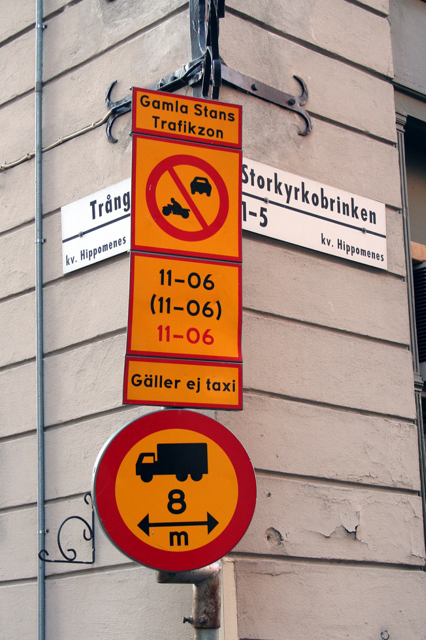 Gamla Stans
Trafikzon
Trång
kv. Hippomenes
Storkyrkobrinken
1-5
kv. Hippomenes
11-06
(11-06)
11-06
Gäller ej taxi
8
m